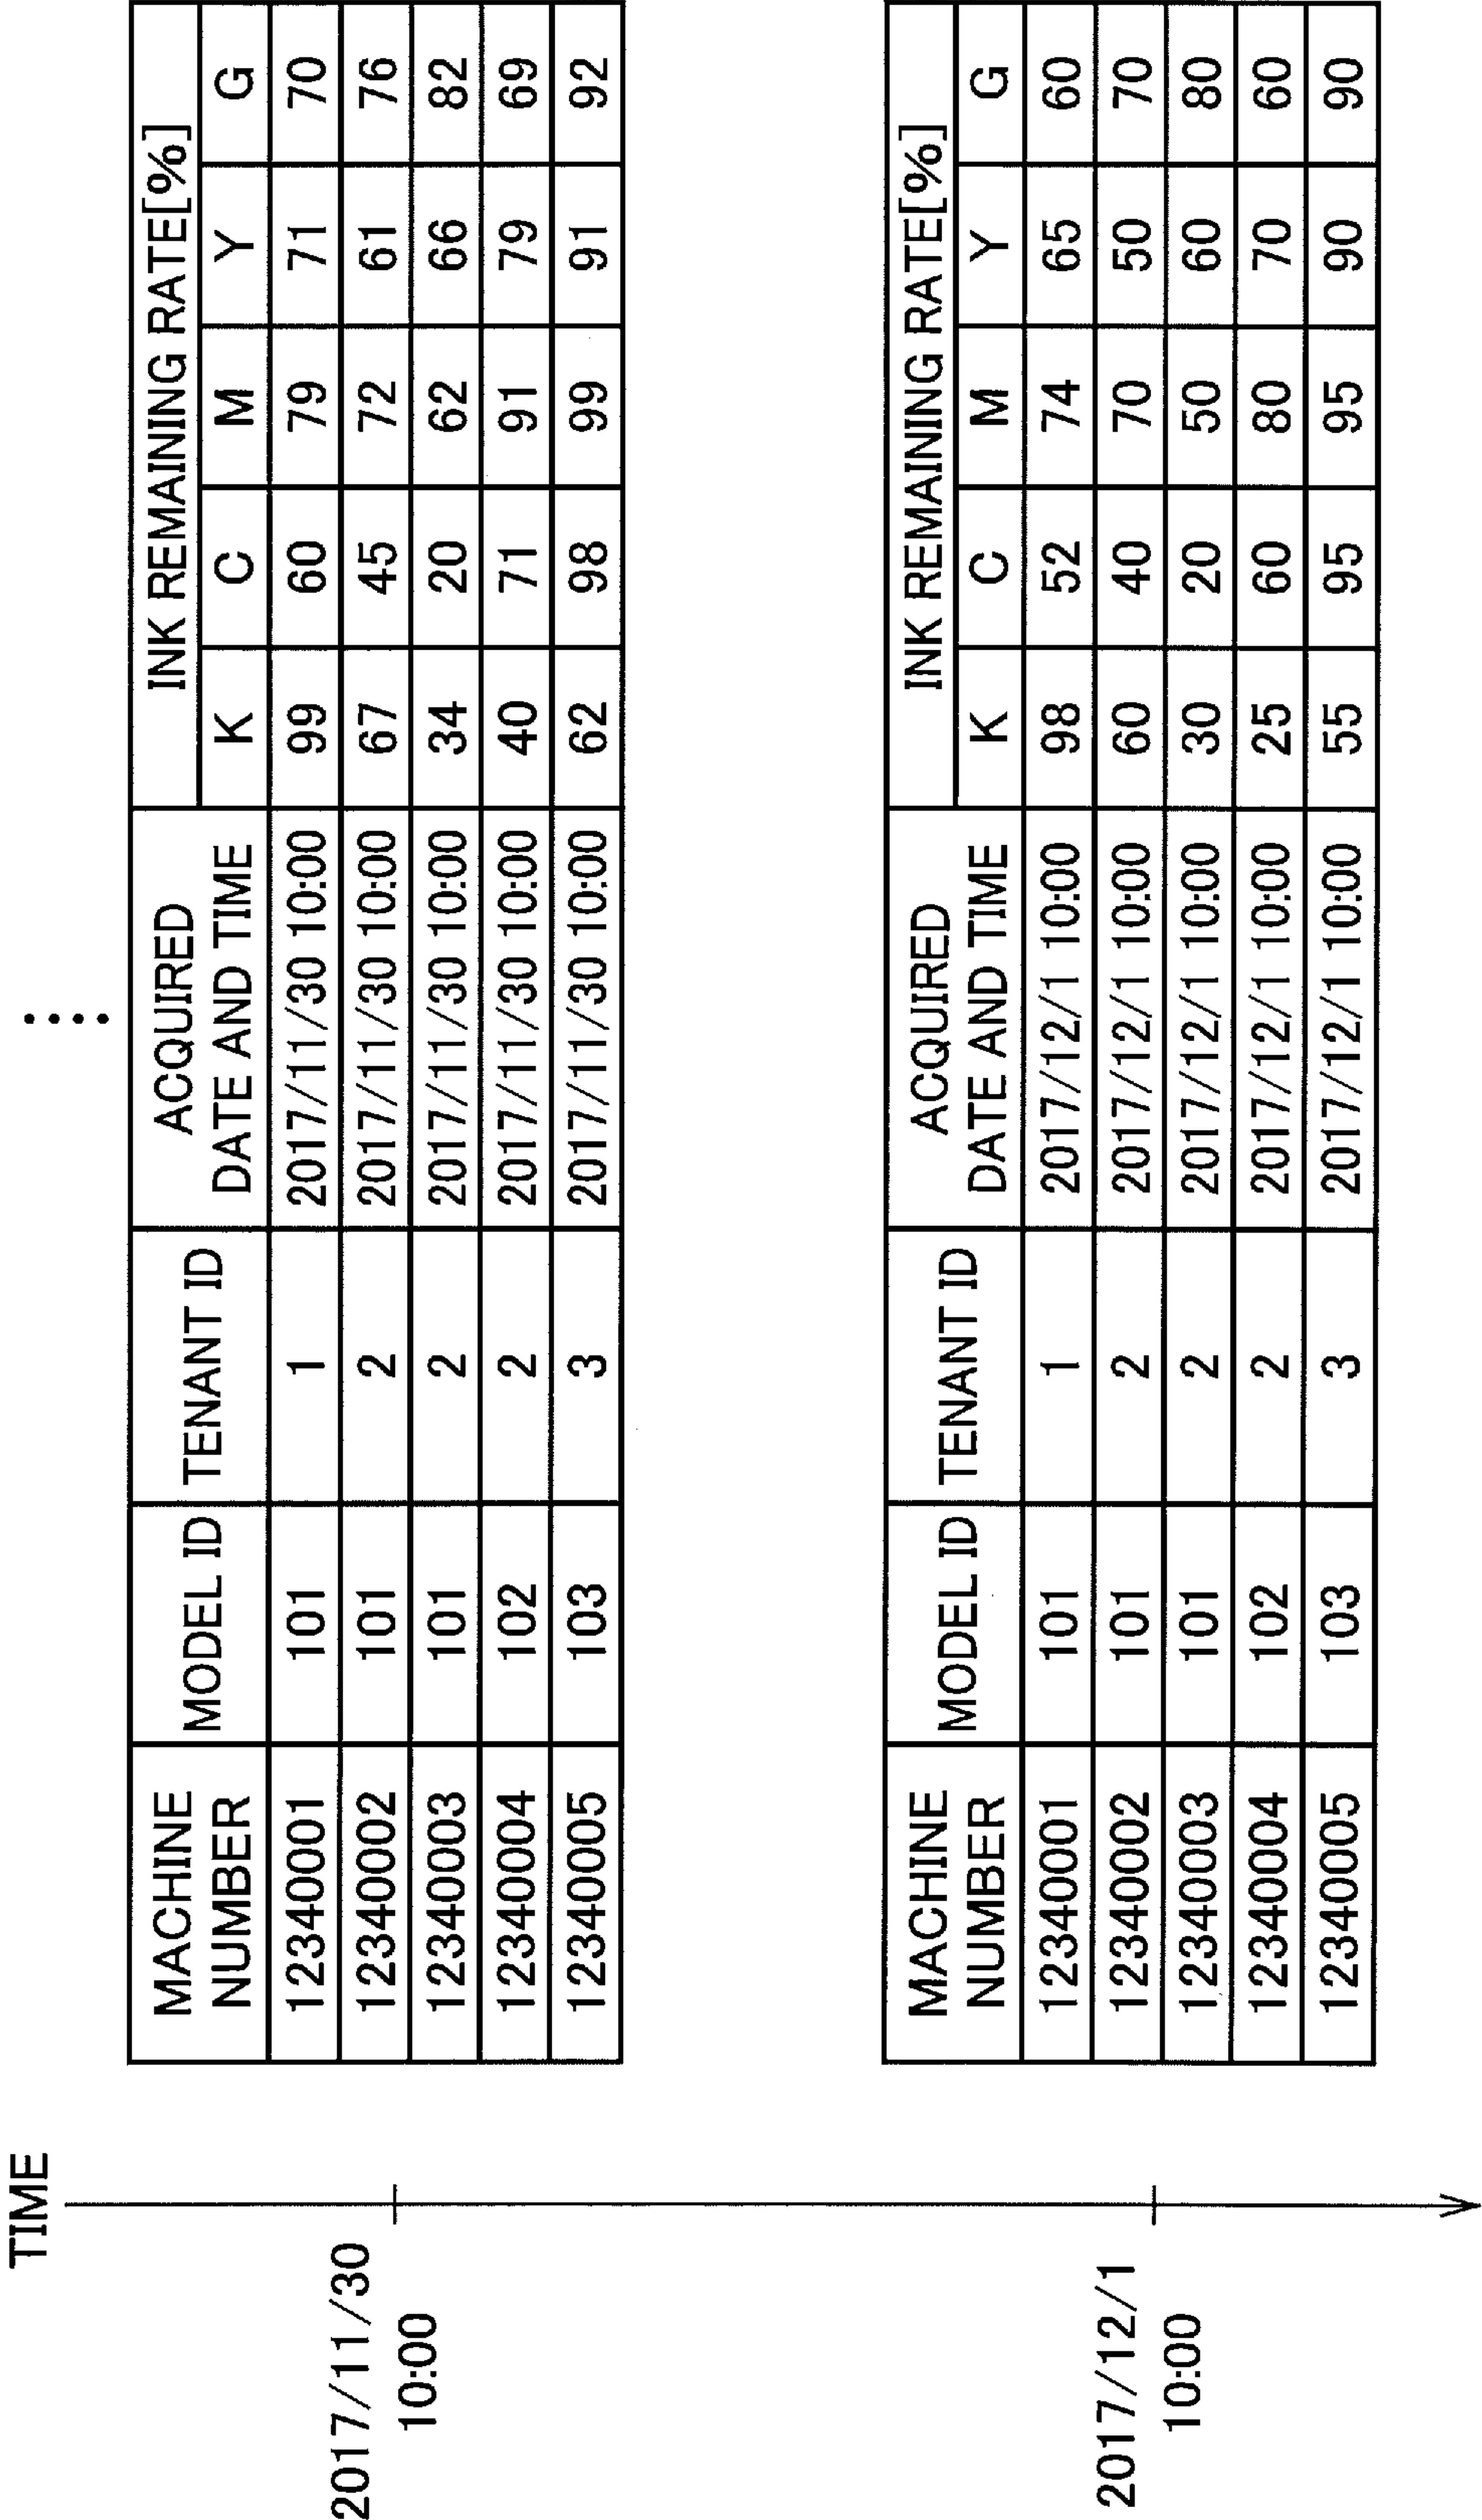 TIME
....
2017/11/30
10:00
MACHINE NUMBER MODEL ID TENANT ID ACQUIRED DATE AND TIME INK REMAINING RATE[%]
K C M Y G
12340001 101 1 2017/11/30 10:00 99 60 79 71 70
12340002 101 2 2017/11/30 10:00 67 45 72 61 76
12340003 101 2 2017/11/30 10:00 34 20 62 66 82
12340004 102 2 2017/11/30 10:00 40 71 91 79 69
12340005 103 3 2017/11/30 10:00 62 98 99 91 92
2017/12/1
10:00
MACHINE NUMBER MODEL ID TENANT ID ACQUIRED DATE AND TIME INK REMAINING RATE[%]
K C M Y G
12340001 101 1 2017/12/1 10:00 98 52 74 65 60
12340002 101 2 2017/12/1 10:00 60 40 70 50 70
12340003 101 2 2017/12/1 10:00 30 20 50 60 80
12340004 102 2 2017/12/1 10:00 25 60 80 70 60
12340005 103 3 2017/12/1 10:00 55 95 95 90 90